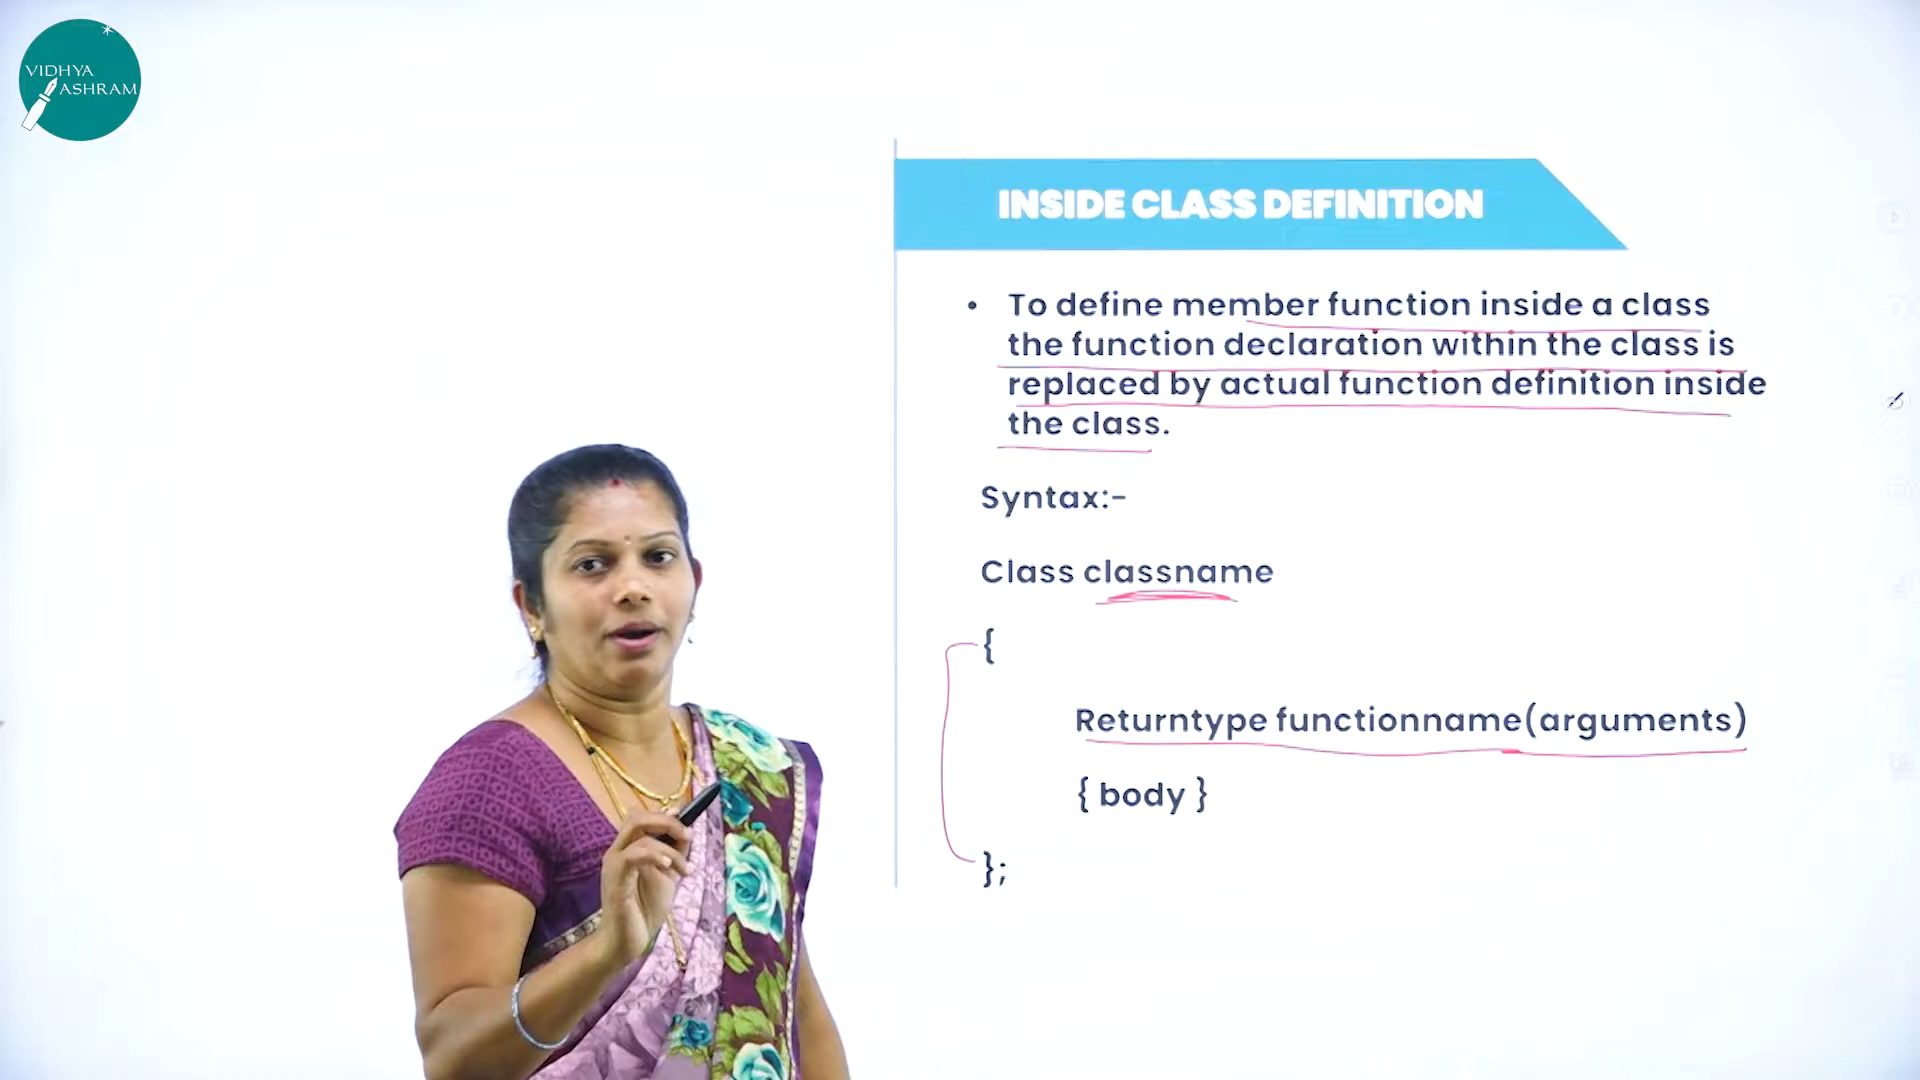 VIDHYA
ASHRAM
INSIDE CLASS DEFINITION
• To define member function inside a class
the function declaration within the class is
replaced by actual function definition inside
the class.
Syntax:-
Class classname
{
Returntype functionname(arguments)
{ body }
};